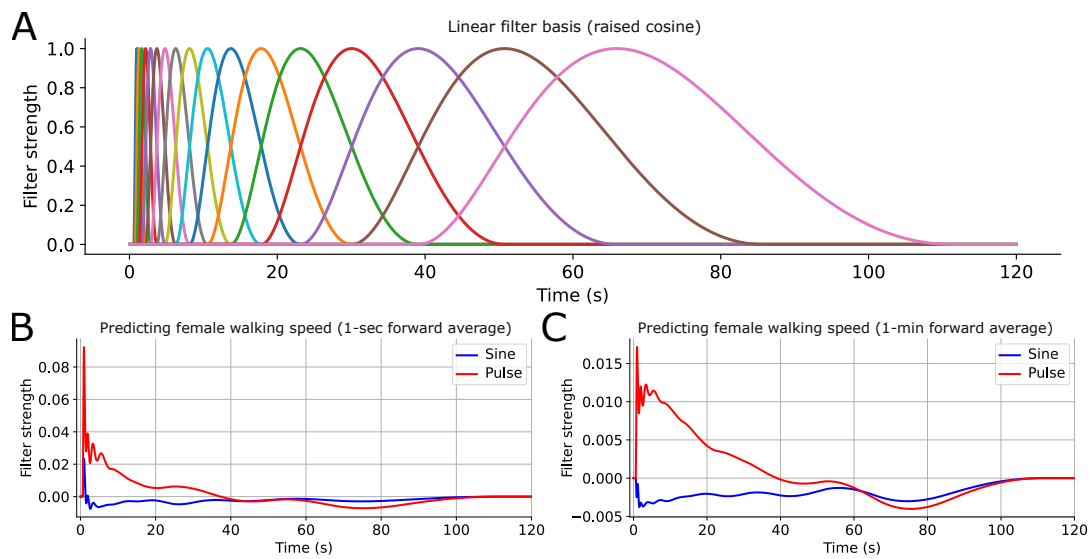 A
Linear filter basis (raised cosine)
Filter strength
1.0
0.8
0.6
0.4
0.2
0.0
0 20 40 60 80 100 120
Time (s)
B
Predicting female walking speed (1-sec forward average)
Filter strength
0.08
0.06
0.04
0.02
0.00
Sine
Pulse
0 20 40 60 80 100 120
Time (s)
C
Predicting female walking speed (1-min forward average)
Filter strength
0.015
0.010
0.005
0.000
−0.005
Sine
Pulse
0 20 40 60 80 100 120
Time (s)